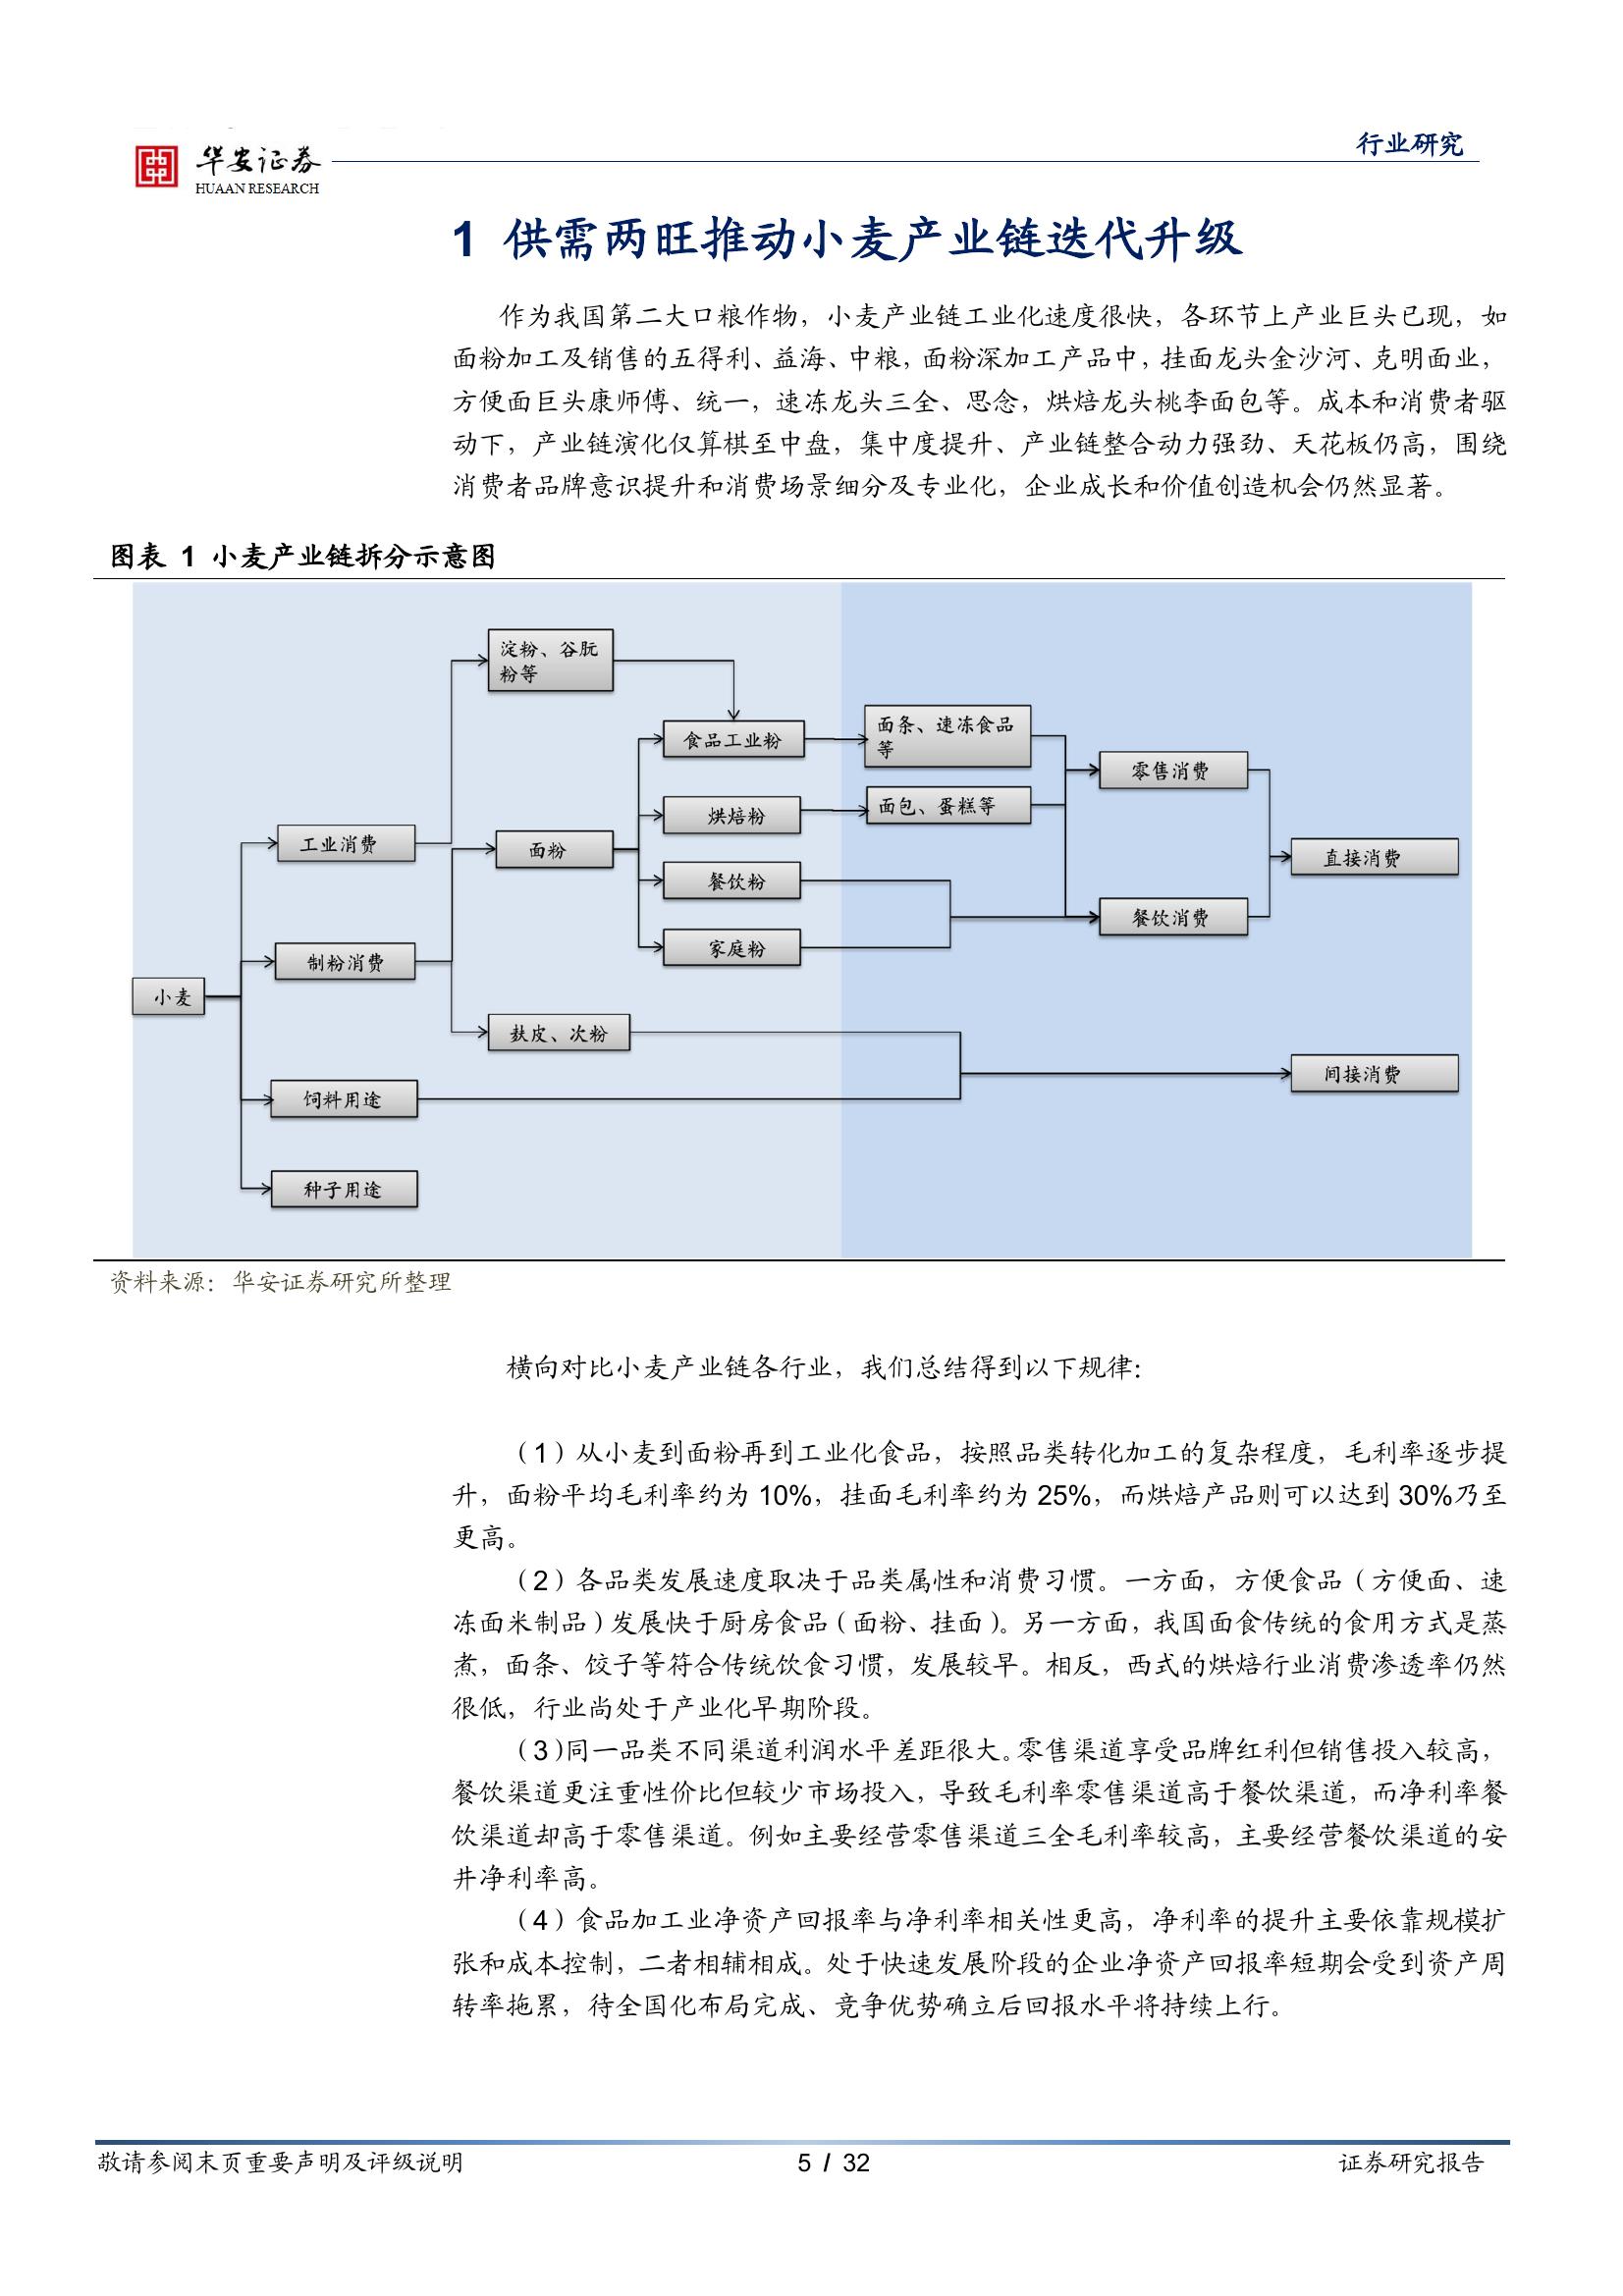 华安证券
HUAAN RESEARCH
行业研究
1 供需两旺推动小麦产业链迭代升级
作为我国第二大口粮作物，小麦产业链工业化速度很快，各环节上产业巨头已现，如
面粉加工及销售的五得利、益海、中粮，面粉深加工产品中，挂面龙头金沙河、克明面业，
方便面巨头康师傅、统一，速冻龙头三全、思念，烘焙龙头桃李面包等。成本和消费者驱
动下，产业链演化仅算棋至中盘，集中度提升、产业链整合动力强劲、天花板仍高，围绕
消费者品牌意识提升和消费场景细分及专业化，企业成长和价值创造机会仍然显著。
图表 1 小麦产业链拆分示意图
淀粉、谷朊
粉等
食品工业粉
面条、速冻食品
等
零售消费
烘焙粉
面包、蛋糕等
工业消费
面粉
直接消费
餐饮粉
餐饮消费
家庭粉
制粉消费
小麦
麸皮、次粉
间接消费
饲料用途
种子用途
资料来源：华安证券研究所整理
横向对比小麦产业链各行业，我们总结得到以下规律：
（1）从小麦到面粉再到工业化食品，按照品类转化加工的复杂程度，毛利率逐步提
升，面粉平均毛利率约为 10%，挂面毛利率约为 25%，而烘焙产品则可以达到 30%乃至
更高。
（2）各品类发展速度取决于品类属性和消费习惯。一方面，方便食品（方便面、速
冻面米制品）发展快于厨房食品（面粉、挂面）。另一方面，我国面食传统的食用方式是蒸
煮，面条、饺子等符合传统饮食习惯，发展较早。相反，西式的烘焙行业消费渗透率仍然
很低，行业尚处于产业化早期阶段。
（3）同一品类不同渠道利润水平差距很大。零售渠道享受品牌红利但销售投入较高，
餐饮渠道更注重性价比但较少市场投入，导致毛利率零售渠道高于餐饮渠道，而净利率餐
饮渠道却高于零售渠道。例如主要经营零售渠道三全毛利率较高，主要经营餐饮渠道的安
井净利率高。
（4）食品加工业净资产回报率与净利率相关性更高，净利率的提升主要依靠规模扩
张和成本控制，二者相辅相成。处于快速发展阶段的企业净资产回报率短期会受到资产周
转率拖累，待全国化布局完成、竞争优势确立后回报水平将持续上行。
敬请参阅末页重要声明及评级说明
5 / 32
证券研究报告